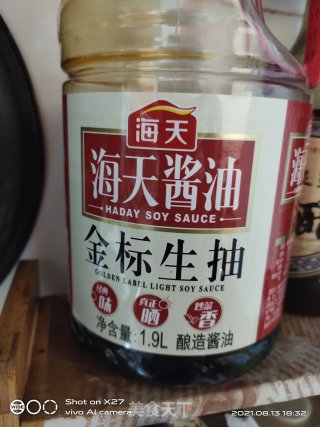 海天
海天酱油
HADAY SOY SAUCE
金标生抽
GOLDEN LABEL LIGHT SOY SAUCE
经典味
真正晒
炒菜香
净含量:1.9L 酿造酱油
Shot on X27
vivo AI camera
美食天下
2021.08.13 18:32